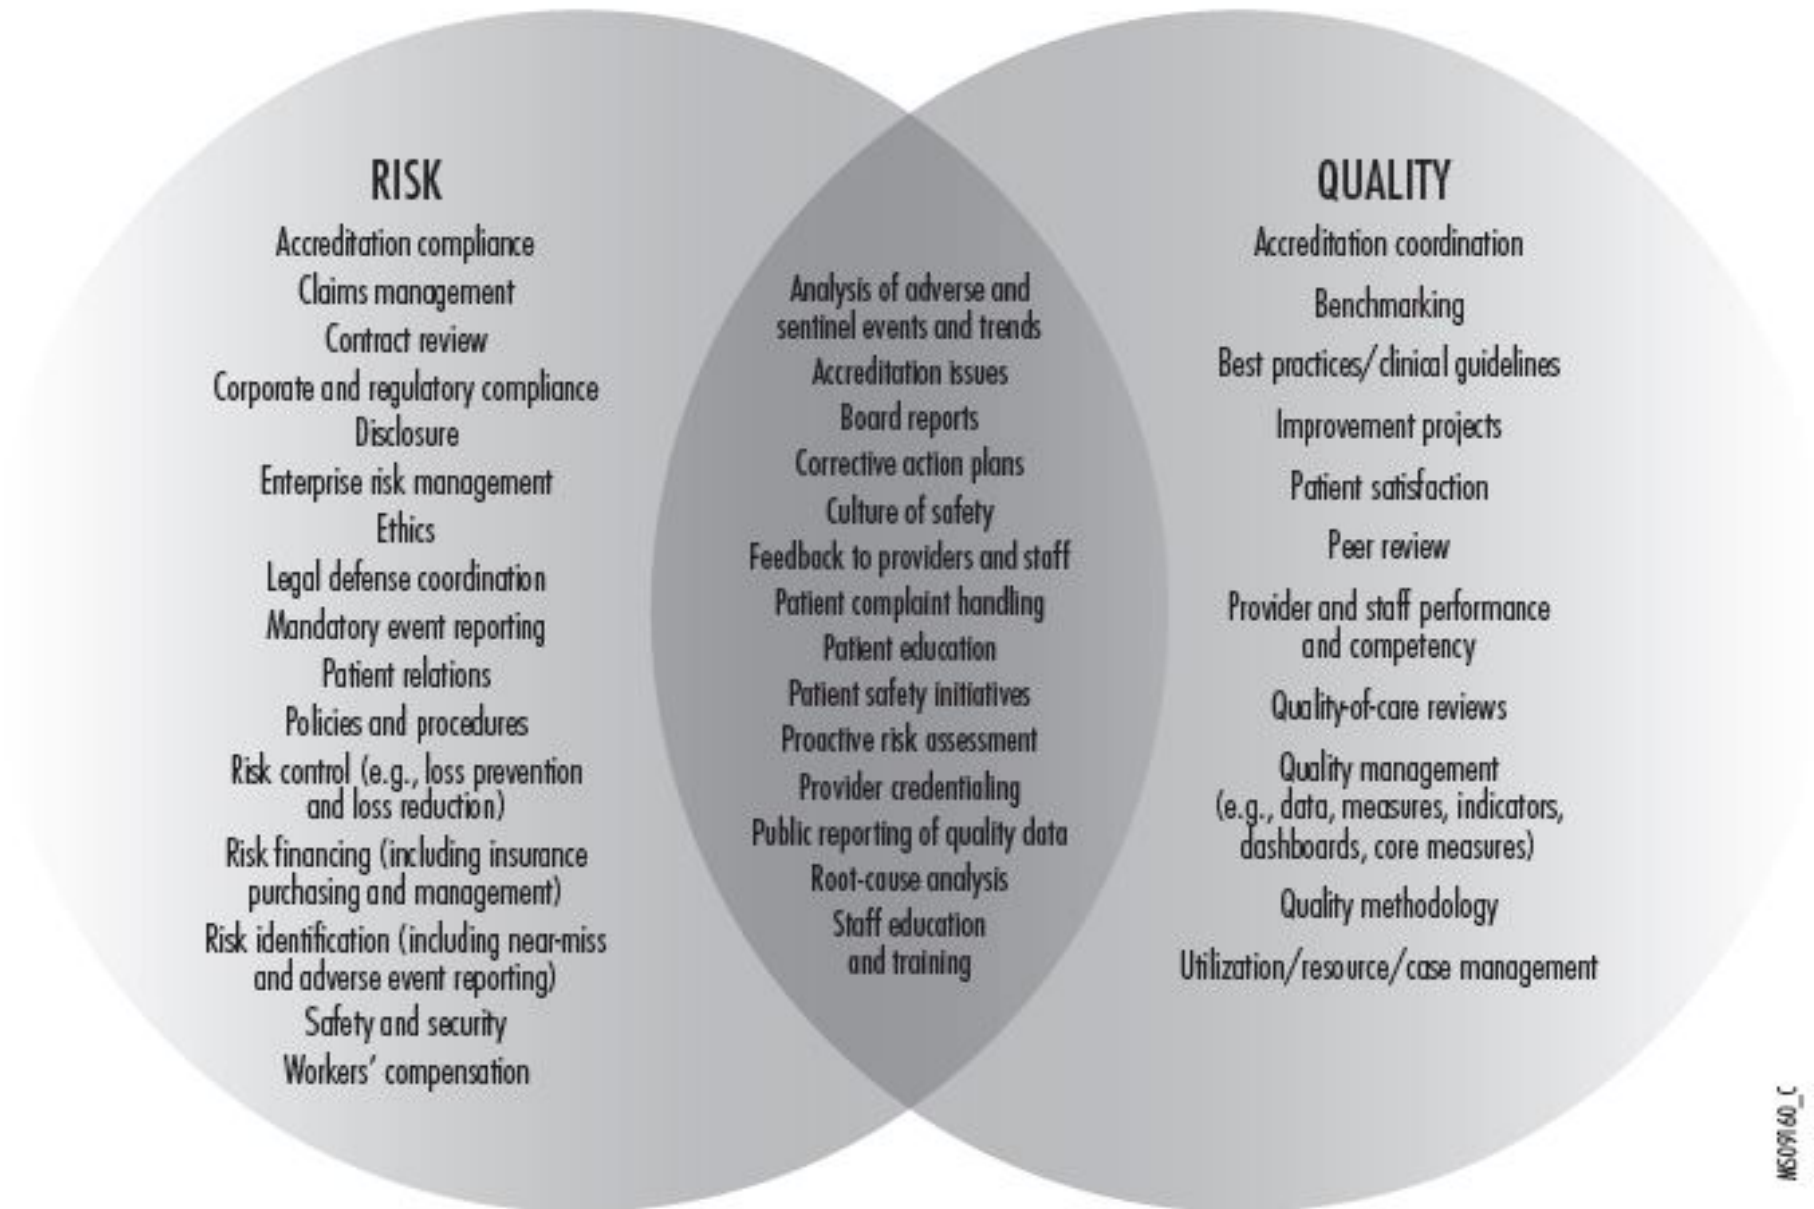 RISK
Accreditation compliance
Claims management
Contract review
Corporate and regulatory compliance
Disclosure
Enterprise risk management
Ethics
Legal defense coordination
Mandatory event reporting
Patient relations
Policies and procedures
Risk control (e.g., loss prevention
and loss reduction)
Risk financing (including insurance
purchasing and management)
Risk identification (including near-miss
and adverse event reporting)
Safety and security
Workers’ compensation
Analysis of adverse and
sentinel events and trends
Accreditation issues
Board reports
Corrective action plans
Culture of safety
Feedback to providers and staff
Patient complaint handling
Patient education
Patient safety initiatives
Proactive risk assessment
Provider credentialing
Public reporting of quality data
Root-cause analysis
Staff education
and training
QUALITY
Accreditation coordination
Benchmarking
Best practices/clinical guidelines
Improvement projects
Patient satisfaction
Peer review
Provider and staff performance
and competency
Quality-of-care reviews
Quality management
(e.g., data, measures, indicators,
dashboards, core measures)
Quality methodology
Utilization/resource/case management
MS09160_C